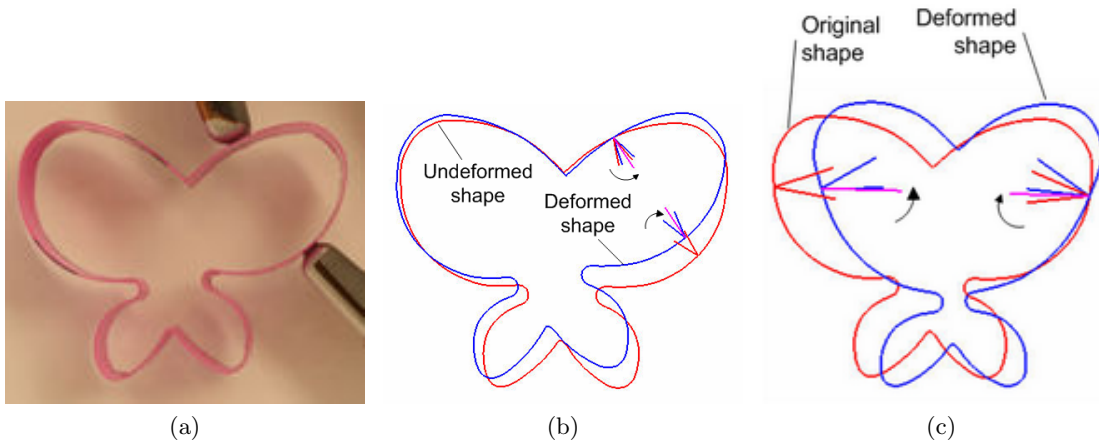 Original
shape
Deformed
shape
Undeformed
shape
Deformed
shape
(a)
(b)
(c)